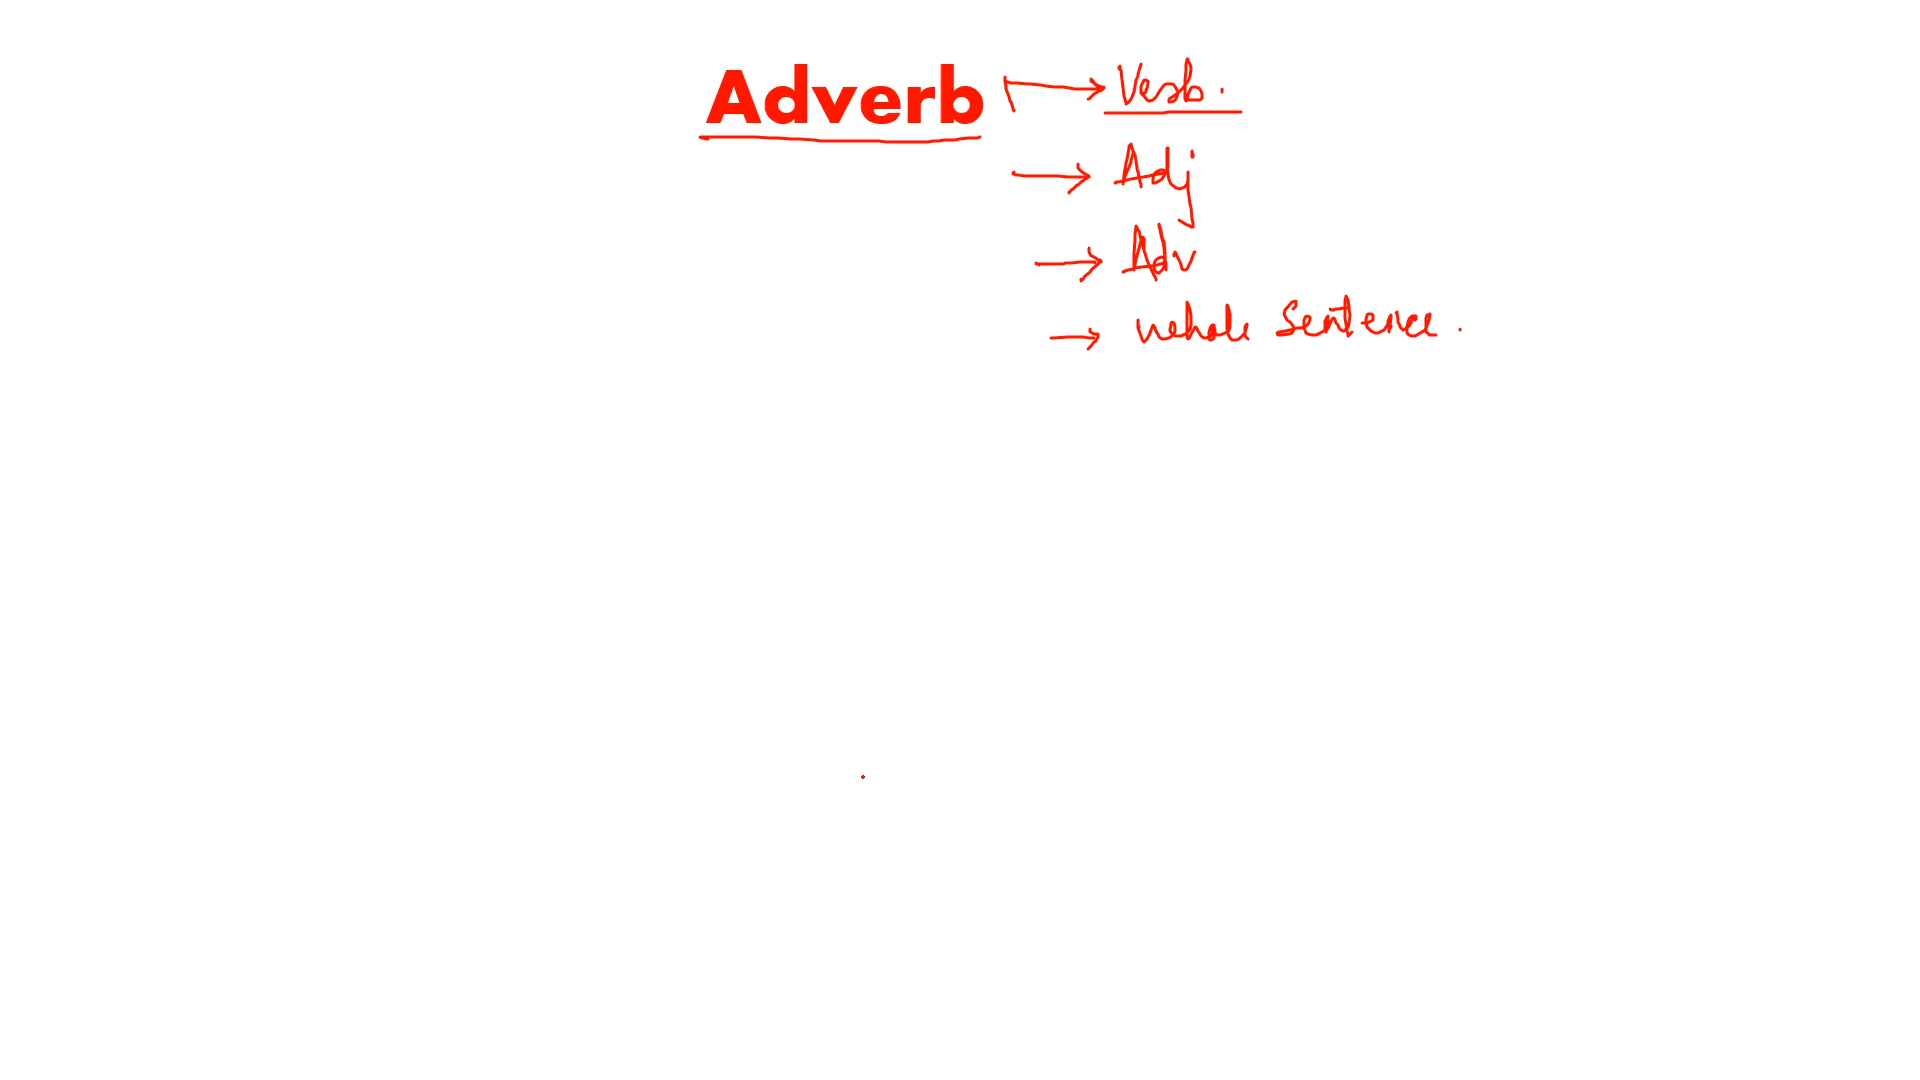 Adverb → Verb.
→ Adj
→ Adv
→ whole Sentence.